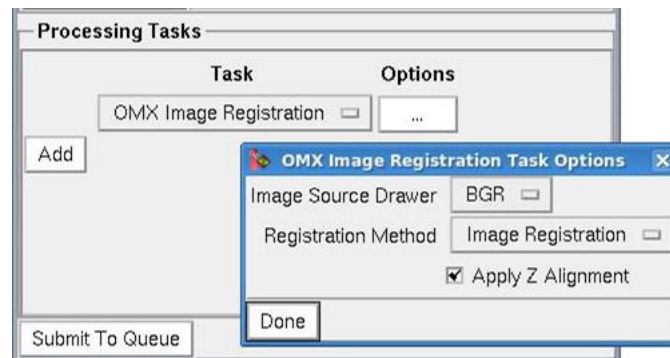 Processing Tasks
Task Options
OMX Image Registration ...
Add
OMX Image Registration Task Options
Image Source Drawer BGR
Registration Method Image Registration
Apply Z Alignment
Done
Submit To Queue